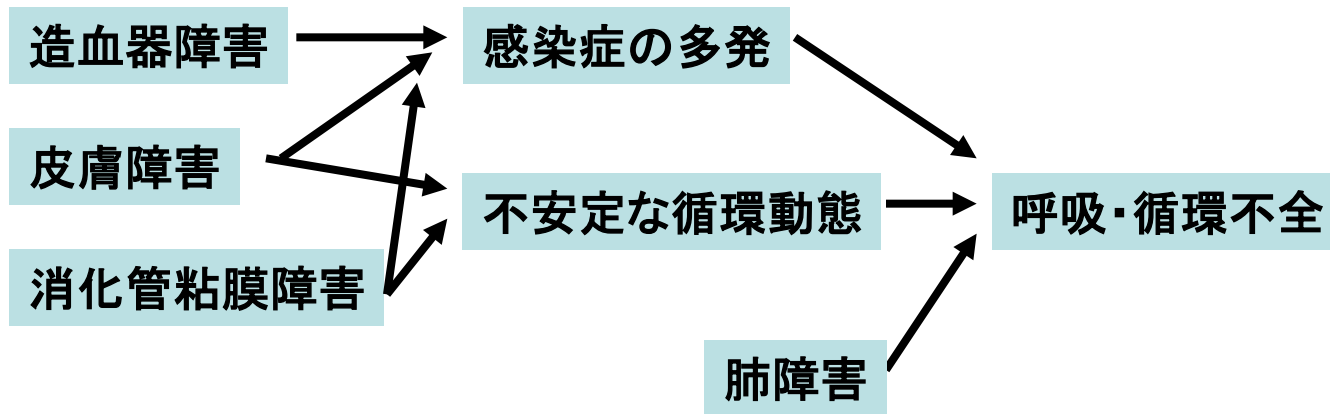 造血器障害
感染症の多発
皮膚障害
不安定な循環動態
呼吸・循環不全
消化管粘膜障害
肺障害